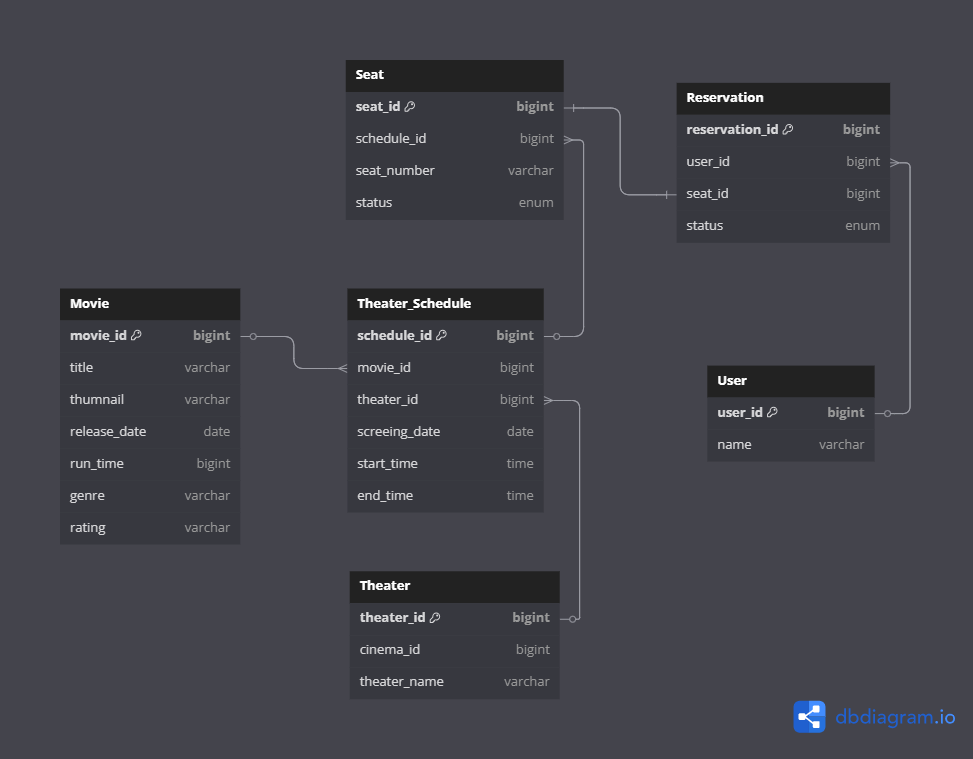 Seat
seat_id bigint
schedule_id bigint
seat_number varchar
status enum
Reservation
reservation_id bigint
user_id bigint
seat_id bigint
status enum
Movie
movie_id bigint
title varchar
thumnail varchar
release_date date
run_time bigint
genre varchar
rating varchar
Theater_Schedule
schedule_id bigint
movie_id bigint
theater_id bigint
screeing_date date
start_time time
end_time time
User
user_id bigint
name varchar
Theater
theater_id bigint
cinema_id bigint
theater_name varchar
dbdiagram.io